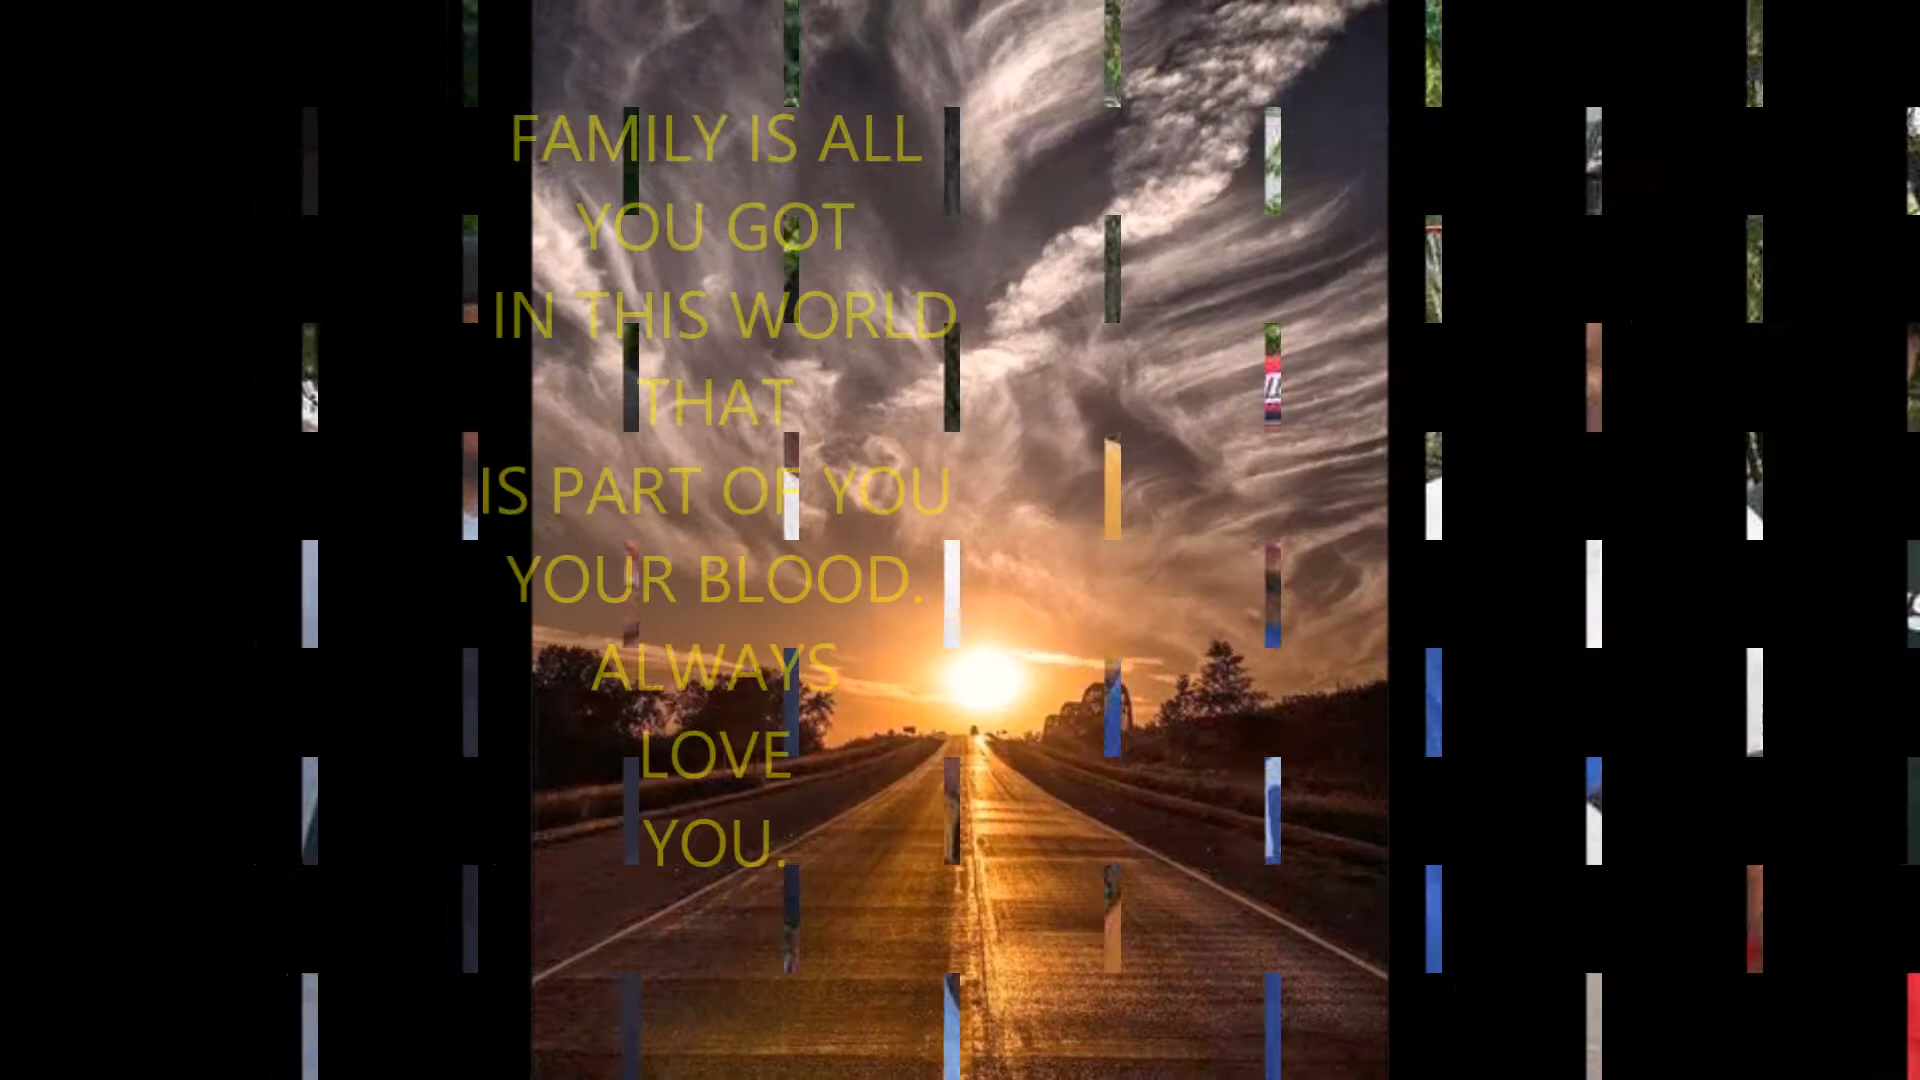 FAMILY IS ALL
YOU GOT
IN THIS WORLD
THAT
IS PART OF YOU
YOUR BLOOD.
ALWAYS
LOVE
YOU.